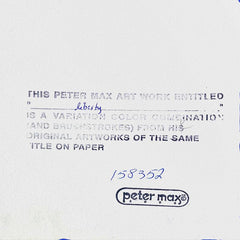 THIS PETER MAX ART WORK ENTITLED
" liberty "
IS A VARIATION COLOR COMBINATION
(AND BRUSHSTROKES) FROM HIS
ORIGINAL ARTWORKS OF THE SAME
TITLE ON PAPER
158352
peter max®